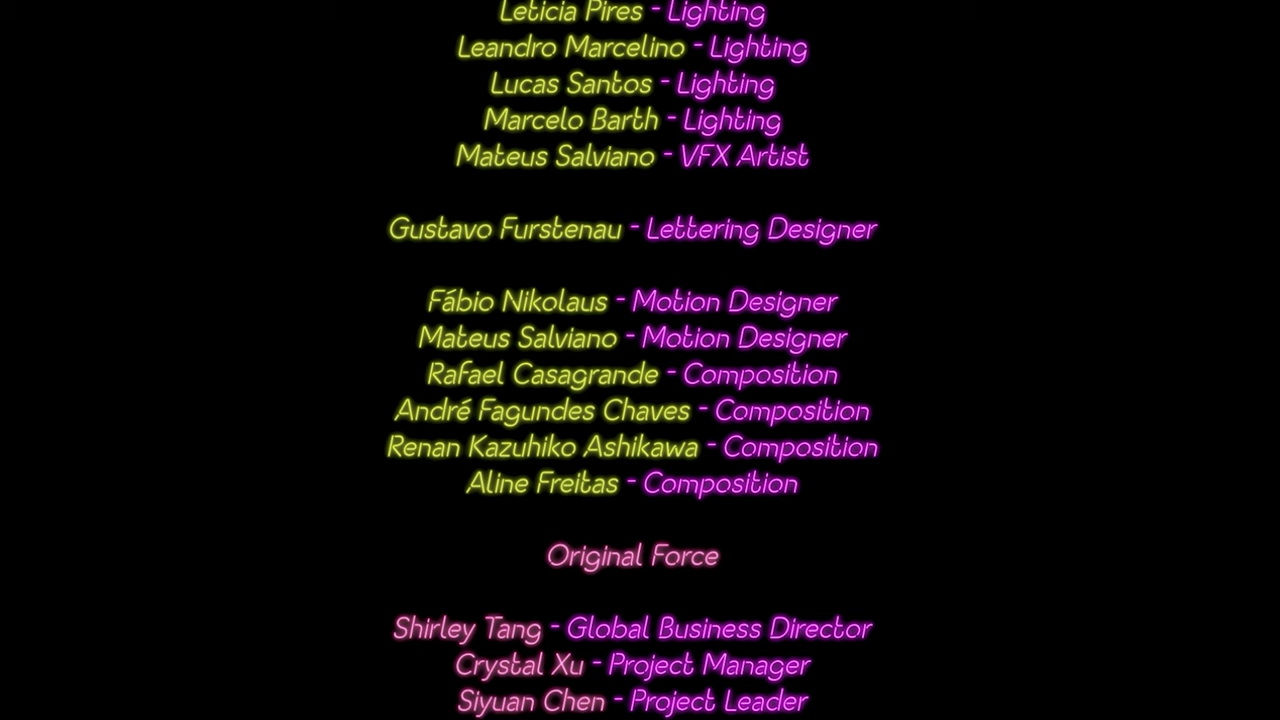 Leticia Pires - Lighting
Leandro Marcelino - Lighting
Lucas Santos - Lighting
Marcelo Barth - Lighting
Mateus Salviano - VFX Artist
Gustavo Furstenau - Lettering Designer
Fábio Nikolaus - Motion Designer
Mateus Salviano - Motion Designer
Rafael Casagrande - Composition
André Fagundes Chaves - Composition
Renan Kazuhiko Ashikawa - Composition
Aline Freitas - Composition
Original Force
Shirley Tang - Global Business Director
Crystal Xu - Project Manager
Siyuan Chen - Project Leader